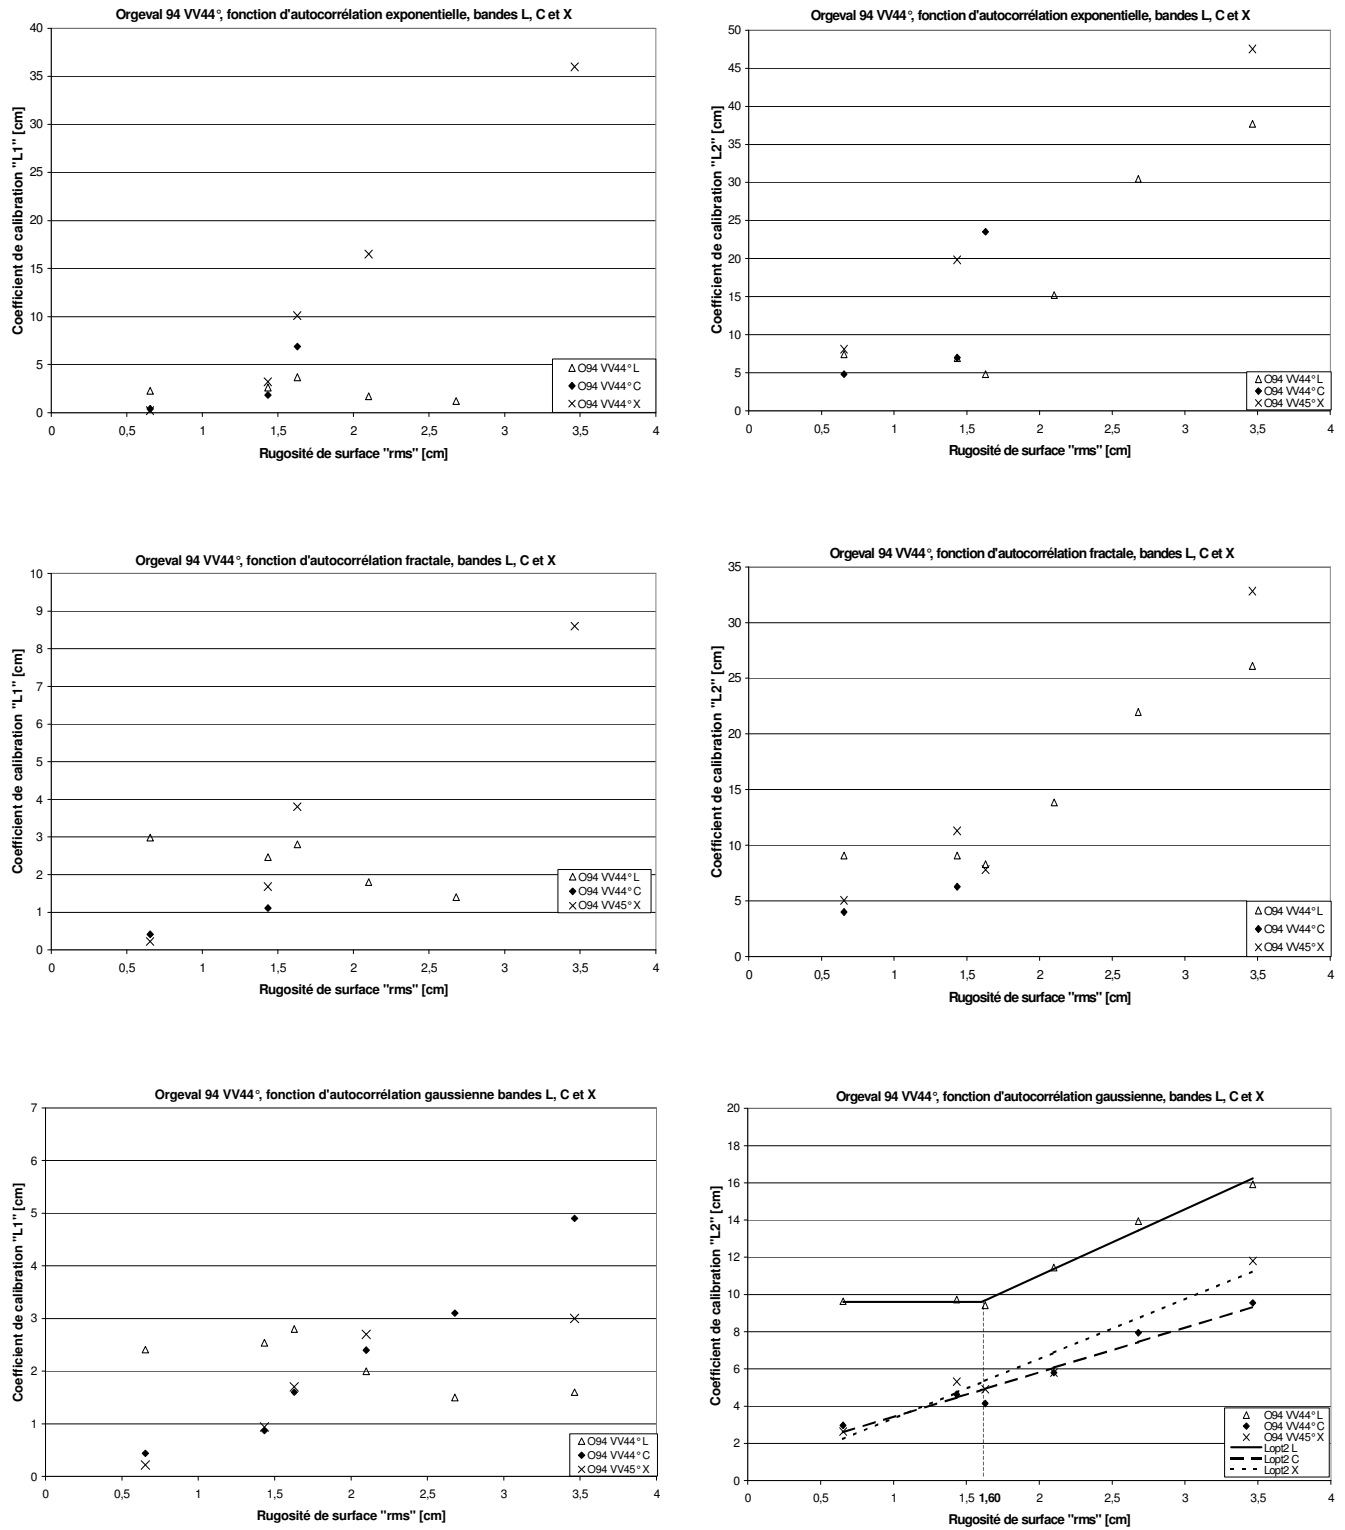 Orgeval 94 VV44°, fonction d'autocorrélation exponentielle, bandes L, C et X
40
35
30
25
20
15
10
5
0
0 0,5 1 1,5 2 2,5 3 3,5 4
Coefficient de calibration "L1" [cm]
Rugosité de surface "rms" [cm]
O94 VV44° L
O94 VV44° C
O94 VV44° X
Orgeval 94 VV44°, fonction d'autocorrélation exponentielle, bandes L, C et X
50
45
40
35
30
25
20
15
10
5
0
0 0,5 1 1,5 2 2,5 3 3,5 4
Coefficient de calibration "L2" [cm]
Rugosité de surface "rms" [cm]
O94 VV44° L
O94 VV44° C
O94 VV45° X
Orgeval 94 VV44°, fonction d'autocorrélation fractale, bandes L, C et X
10
9
8
7
6
5
4
3
2
1
0
0 0,5 1 1,5 2 2,5 3 3,5 4
Coefficient de calibration "L1" [cm]
Rugosité de surface "rms" [cm]
O94 VV44° L
O94 VV44° C
O94 VV45° X
Orgeval 94 VV44°, fonction d'autocorrélation fractale, bandes L, C et X
35
30
25
20
15
10
5
0
0 0,5 1 1,5 2 2,5 3 3,5 4
Coefficient de calibration "L2" [cm]
Rugosité de surface "rms" [cm]
O94 VV44° L
O94 VV44° C
O94 VV45° X
Orgeval 94 VV44°, fonction d'autocorrélation gaussienne bandes L, C et X
7
6
5
4
3
2
1
0
0 0,5 1 1,5 2 2,5 3 3,5 4
Coefficient de calibration "L1" [cm]
Rugosité de surface "rms" [cm]
O94 VV44° L
O94 VV44° C
O94 VV45° X
Orgeval 94 VV44°, fonction d'autocorrélation gaussienne, bandes L, C et X
20
18
16
14
12
10
8
6
4
2
0
0 0,5 1 1,5 1,60 2 2,5 3 3,5 4
Coefficient de calibration "L2" [cm]
Rugosité de surface "rms" [cm]
O94 VV44° L
O94 VV44° C
O94 VV45° X
Lopt2 L
Lopt2 C
Lopt2 X